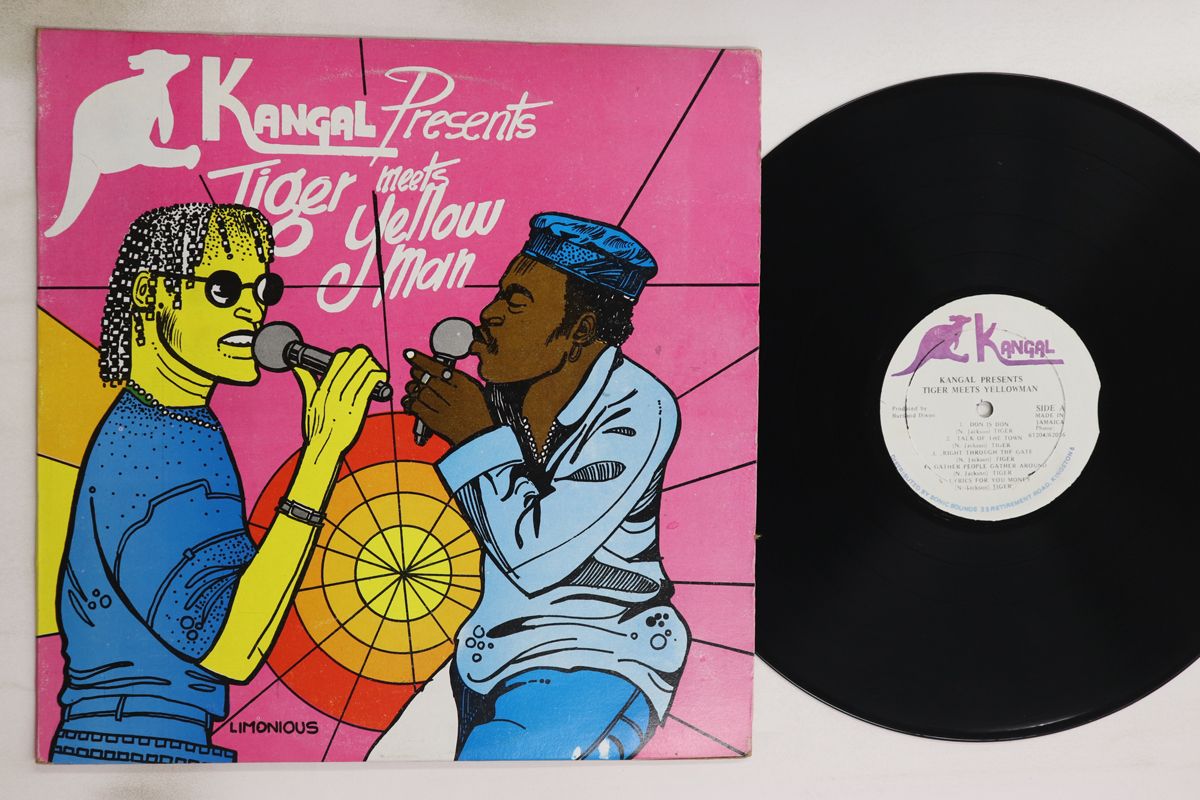 KANGAL Presents
Tiger meets
Yellow
man
LIMONIOUS
KANGAL
KANGAL PRESENTS
TIGER MEETS YELLOWMAN
Produced by
SIDE A
MADE IN
JAMAICA
Phone:
1. DON IS DON
(N. Jackson) TIGER
2. TALK OF THE TOWN
(N. Jackson) TIGER
3. RIGHT THROUGH THE GATE
(N. Jackson) TIGER
4. GATHER PEOPLE GATHER AROUND
(N. Jackson) TIGER
5. LYRICS FOR YOU MONEY
(N. Jackson) TIGER
DISTRIBUTED BY SONIC SOUNDS 25 RETIREMENT ROAD, KINGSTON 5